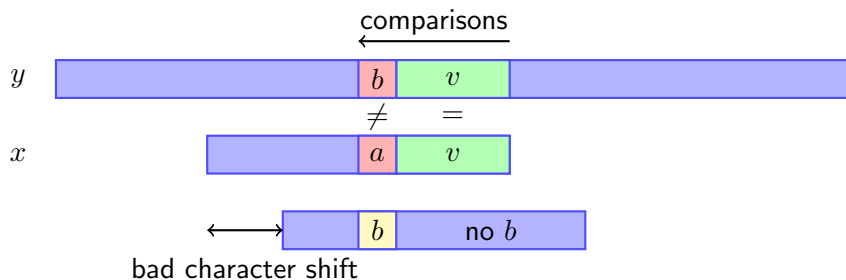 comparisons
y b v
≠ =
x a v
b no b
bad character shift